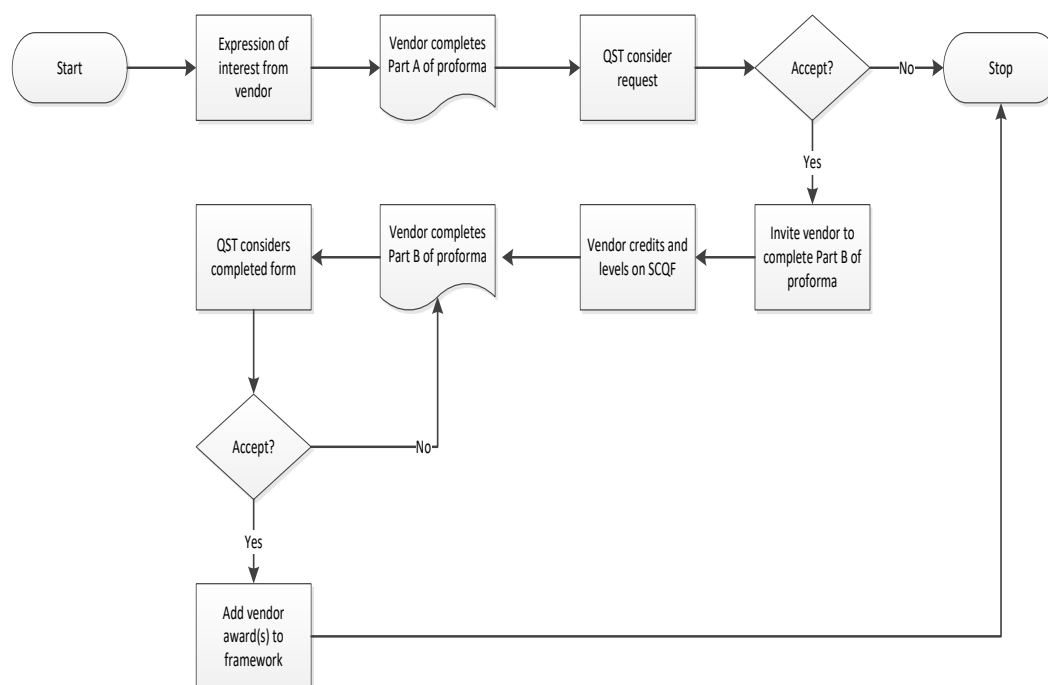 Start
Expression of
interest from
vendor
Vendor completes
Part A of proforma
QST consider
request
Accept?
No
Stop
Yes
Invite vendor to
complete Part B of
proforma
Vendor credits and
levels on SCQF
Vendor completes
Part B of proforma
QST considers
completed form
Accept?
No
Yes
Add vendor
award(s) to
framework